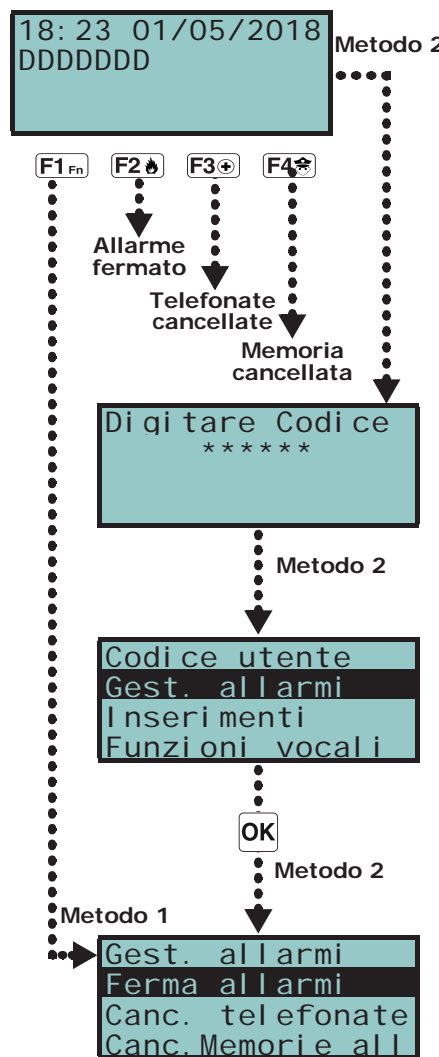 18:23 01/05/2018
DDDDDDD
Metodo 2
F1 Fn
F2
F3
F4
Allarme
fermato
Telefonate
cancellate
Memoria
cancellata
Digitare Codice
******
Metodo 2
Codice utente
Gest. allarmi
Inserimenti
Funzioni vocali
OK
Metodo 2
Metodo 1
Gest. allarmi
Ferma allarmi
Canc. telefonate
Canc.Memorie all